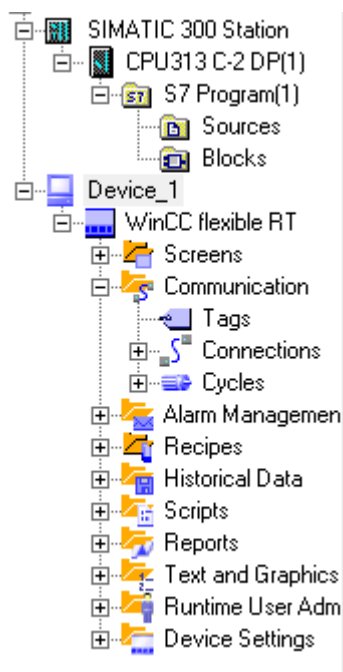 SIMATIC 300 Station
CPU313 C-2 DP(1)
S7 Program(1)
Sources
Blocks
Device_1
WinCC flexible RT
Screens
Communication
Tags
Connections
Cycles
Alarm Managemen
Recipes
Historical Data
Scripts
Reports
Text and Graphics
Runtime User Adm
Device Settings